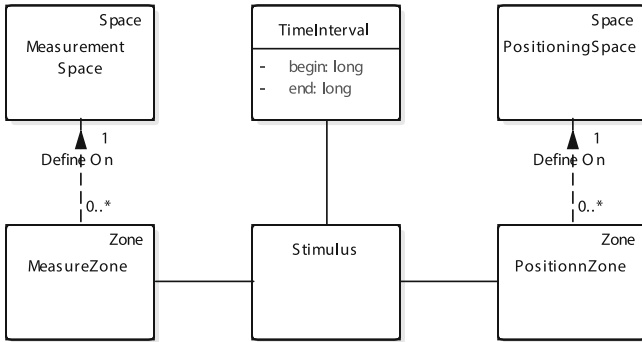 Space
Measurement
Space
TimeInterval
- begin: long
- end: long
Space
PositioningSpace
1
Define On
0..*
1
Define On
0..*
Zone
MeasureZone
Stimulus
Zone
PositionnZone